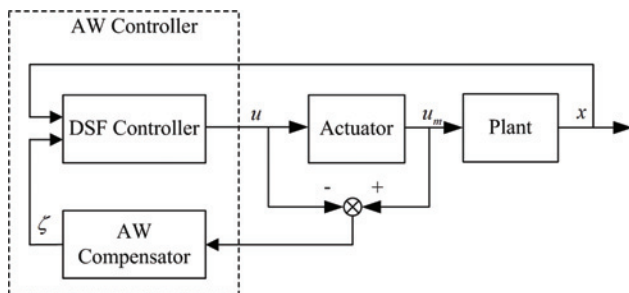 AW Controller
DSF Controller
u
Actuator
u_m
Plant
x
- +
ζ
AW
Compensator